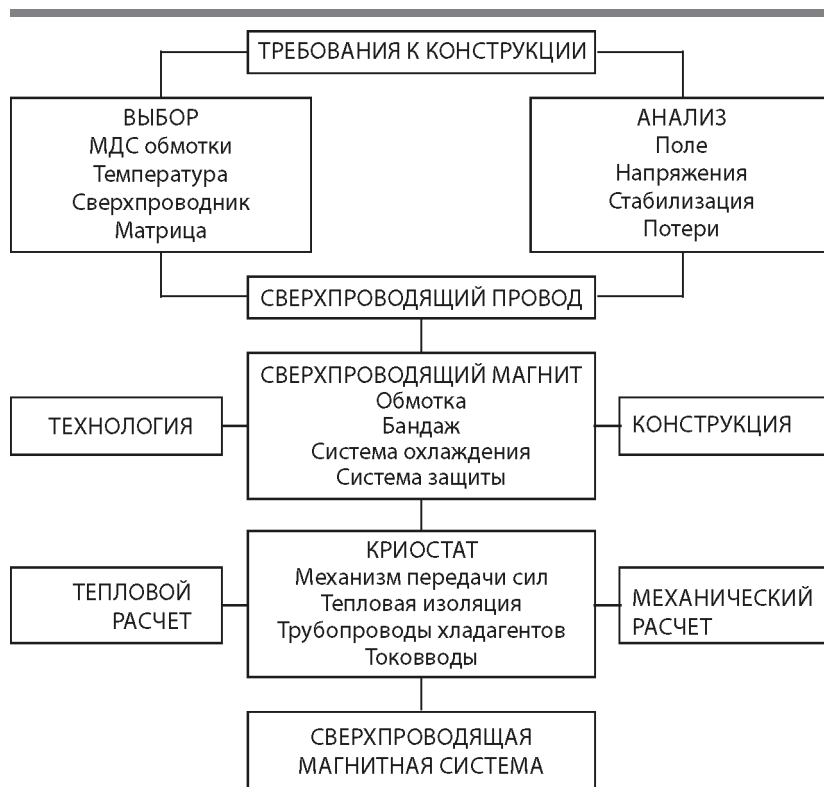 ТРЕБОВАНИЯ К КОНСТРУКЦИИ
ВЫБОР
МДС обмотки
Температура
Сверхпроводник
Матрица
АНАЛИЗ
Поле
Напряжения
Стабилизация
Потери
СВЕРХПРОВОДЯЩИЙ ПРОВОД
СВЕРХПРОВОДЯЩИЙ МАГНИТ
Обмотка
Бандаж
Система охлаждения
Система защиты
ТЕХНОЛОГИЯ
КОНСТРУКЦИЯ
КРИОСТАТ
Механизм передачи сил
Тепловая изоляция
Трубопроводы хладагентов
Токовводы
ТЕПЛОВОЙ
РАСЧЕТ
МЕХАНИЧЕСКИЙ
РАСЧЕТ
СВЕРХПРОВОДЯЩАЯ
МАГНИТНАЯ СИСТЕМА